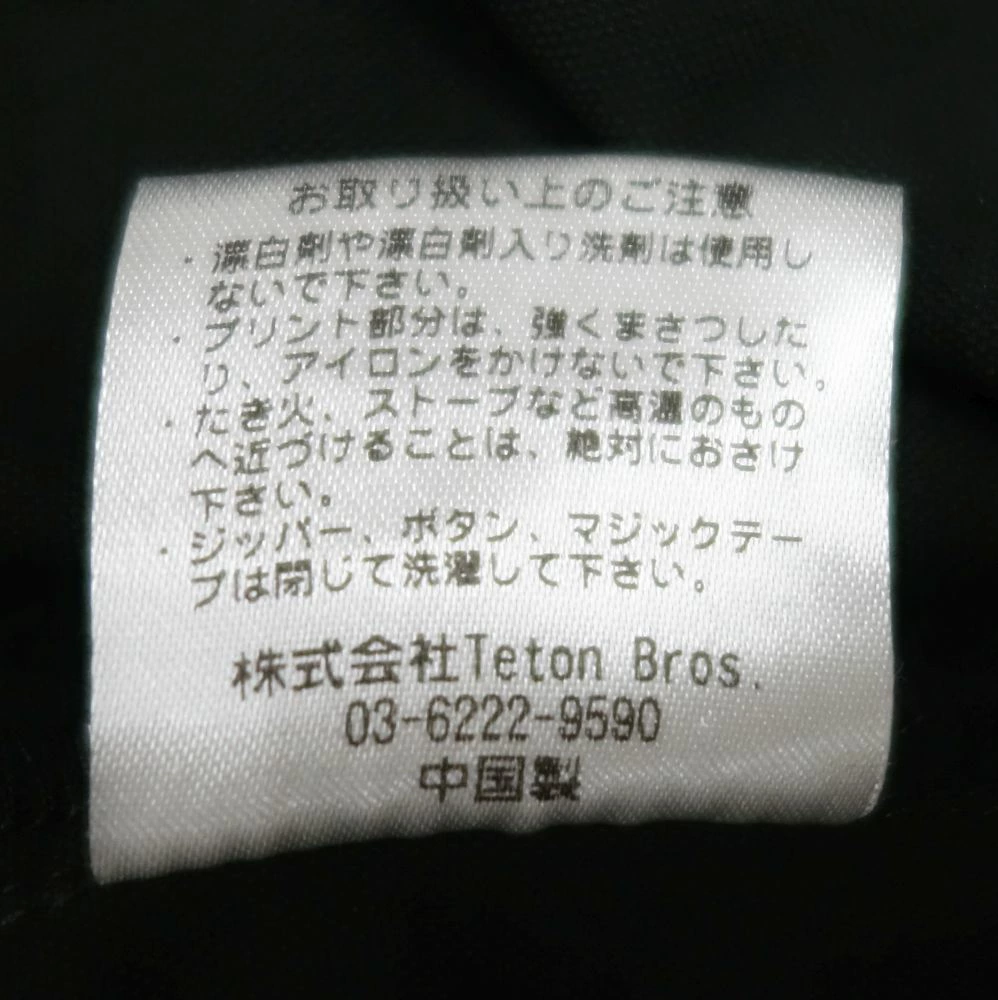 お取り扱い上のご注意
・漂白剤や漂白剤入り洗剤は使用し
ないで下さい。
・プリント部分は、強くまさつした
り、アイロンをかけないで下さい。
・たき火、ストーブなど高温のもの
へ近づけることは、絶対におさけ
下さい。
・ジッパー、ボタン、マジックテー
プは閉じて洗濯して下さい。
株式会社Teton Bros.
03-6222-9590
中国製